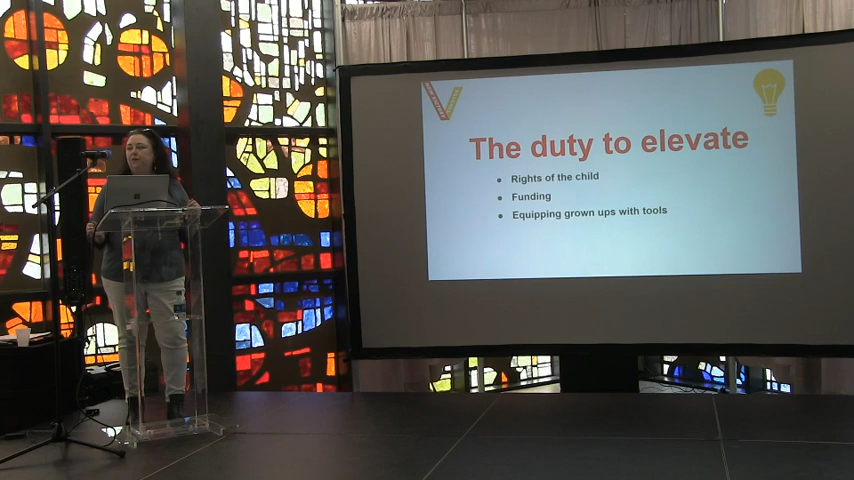 The duty to elevate
● Rights of the child
● Funding
● Equipping grown ups with tools